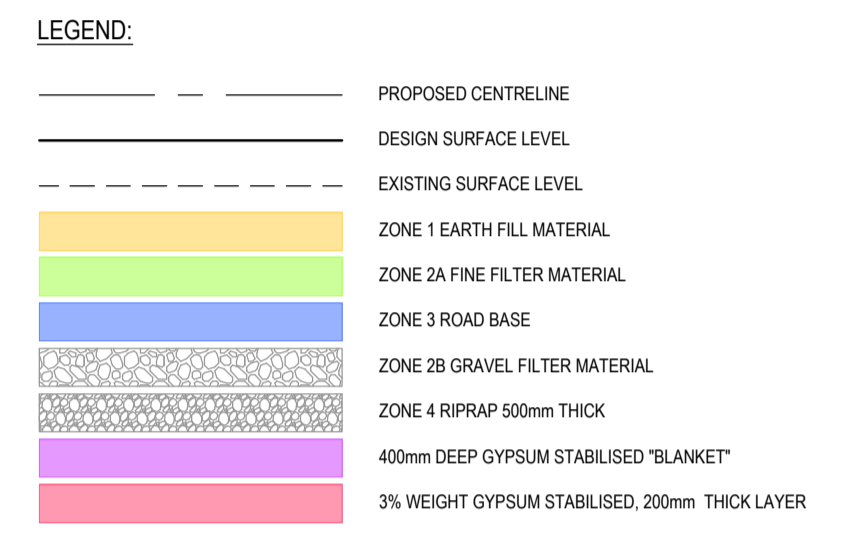 LEGEND:
PROPOSED CENTRELINE
DESIGN SURFACE LEVEL
EXISTING SURFACE LEVEL
ZONE 1 EARTH FILL MATERIAL
ZONE 2A FINE FILTER MATERIAL
ZONE 3 ROAD BASE
ZONE 2B GRAVEL FILTER MATERIAL
ZONE 4 RIPRAP 500mm THICK
400mm DEEP GYPSUM STABILISED "BLANKET"
3% WEIGHT GYPSUM STABILISED, 200mm THICK LAYER